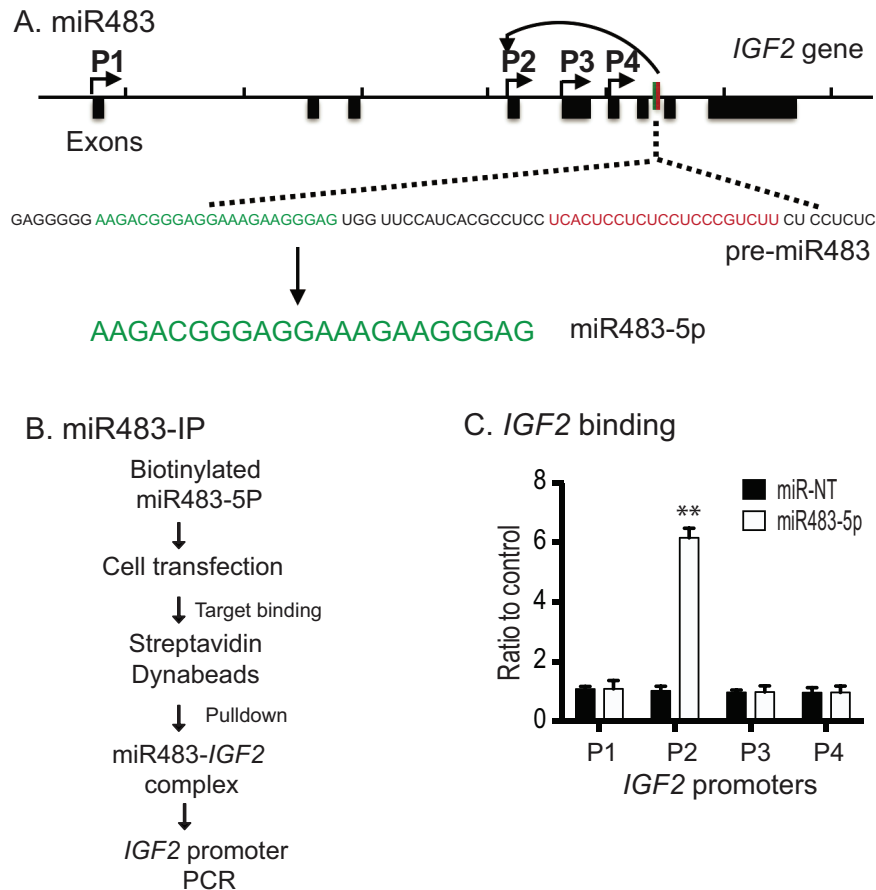 A. miR483
P1
P2
P3
P4
IGF2 gene
Exons
GAGGGGG AAGACGGGAGGAAAGAAGGGAG UGG UUCCAUCACGCCUCC UCACUCCUCUCCUCCCGUCUU CU CCUCUC
pre-miR483
AAGACGGGAGGAAAGAAGGGAG miR483-5p
B. miR483-IP
Biotinylated
miR483-5P
Cell transfection
Target binding
Streptavidin
Dynabeads
Pulldown
miR483-IGF2
complex
IGF2 promoter
PCR
C. IGF2 binding
Ratio to control
8
6
4
2
0
**
miR-NT
miR483-5p
P1 P2 P3 P4
IGF2 promoters